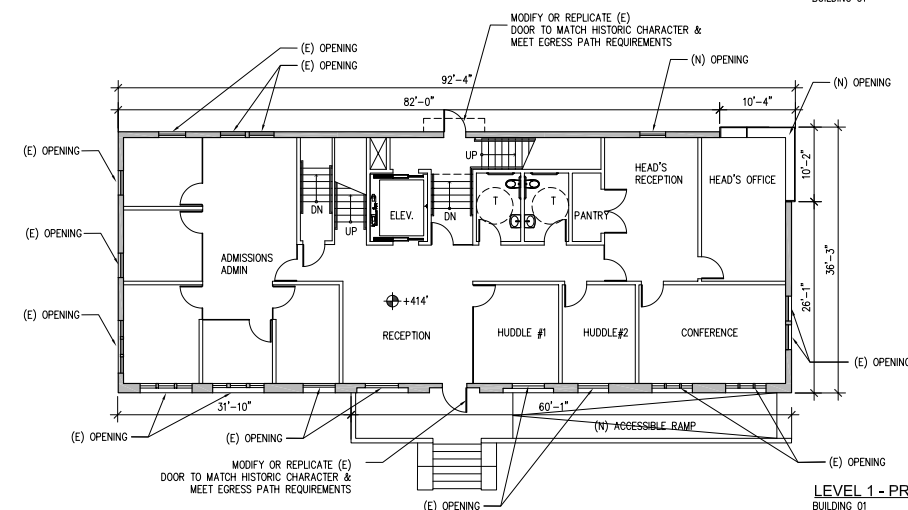 BUILDING 01
MODIFY OR REPLICATE (E)
DOOR TO MATCH HISTORIC CHARACTER &
MEET EGRESS PATH REQUIREMENTS
(E) OPENING
(E) OPENING
(N) OPENING
92'-4"
(N) OPENING
82'-0"
10'-4"
(E) OPENING
UP
HEAD'S
RECEPTION
HEAD'S OFFICE
10'-2"
DN
UP
ELEV.
DN
T
T
PANTRY
(E) OPENING
ADMISSIONS
ADMIN
36'-3"
26'-1"
+414'
(E) OPENING
RECEPTION
HUDDLE #1
HUDDLE#2
CONFERENCE
(E) OPENING
31'-10"
60'-1"
(E) OPENING
(E) OPENING
(N) ACCESSIBLE RAMP
MODIFY OR REPLICATE (E)
DOOR TO MATCH HISTORIC CHARACTER &
MEET EGRESS PATH REQUIREMENTS
(E) OPENING
(E) OPENING
LEVEL 1 - PR
BUILDING 01